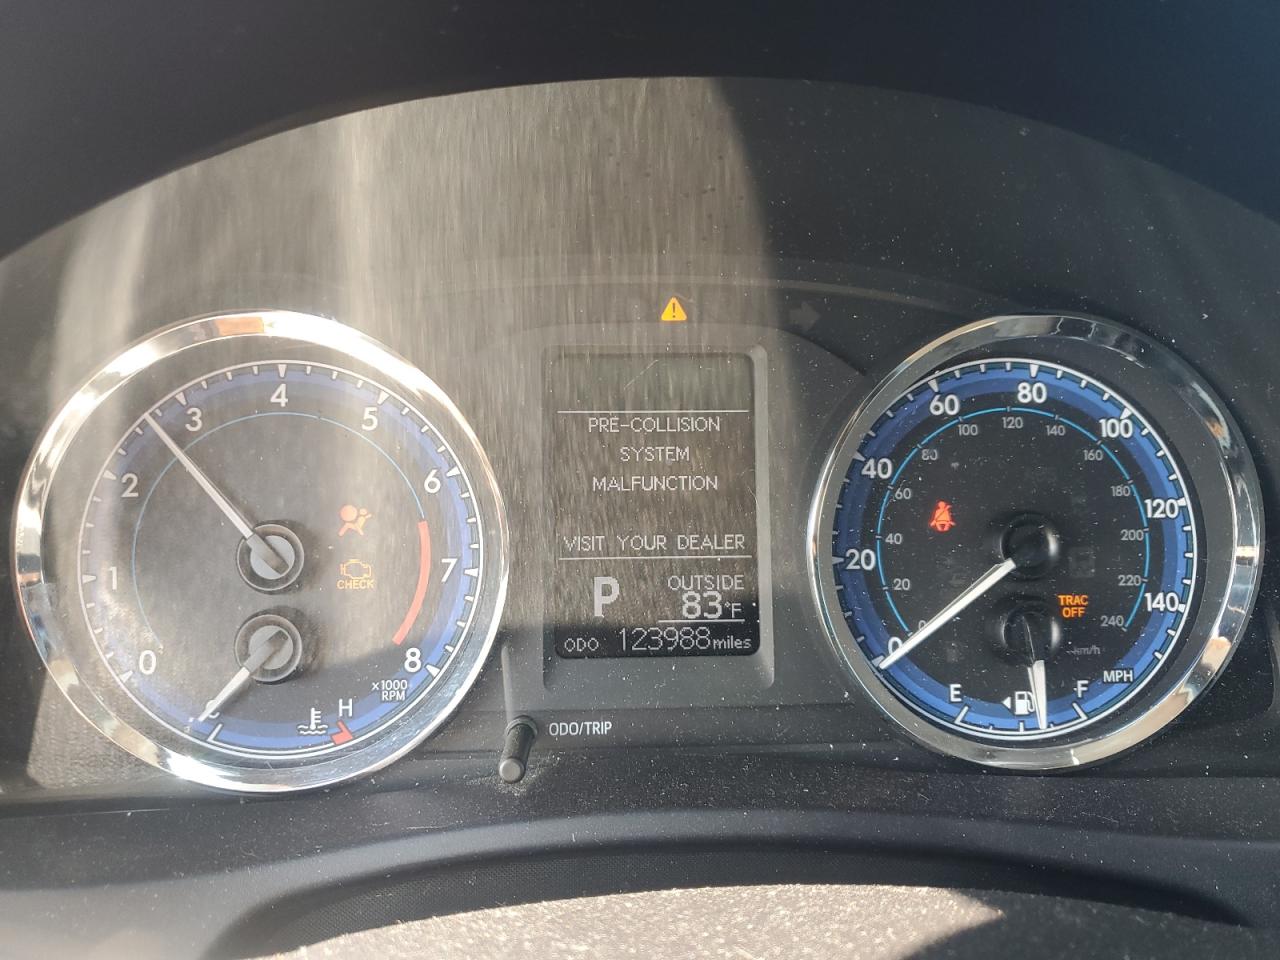 0
1
2
3
4
5
6
7
8
x1000
RPM
H
CHECK
PRE-COLLISION
SYSTEM
MALFUNCTION
VISIT YOUR DEALER
P
OUTSIDE
83°F
ODO 123988 miles
ODO/TRIP
0
20
40
60
80
100
120
140
MPH
20
40
60
80
100
120
140
160
180
200
220
240
km/h
TRAC
OFF
E
F